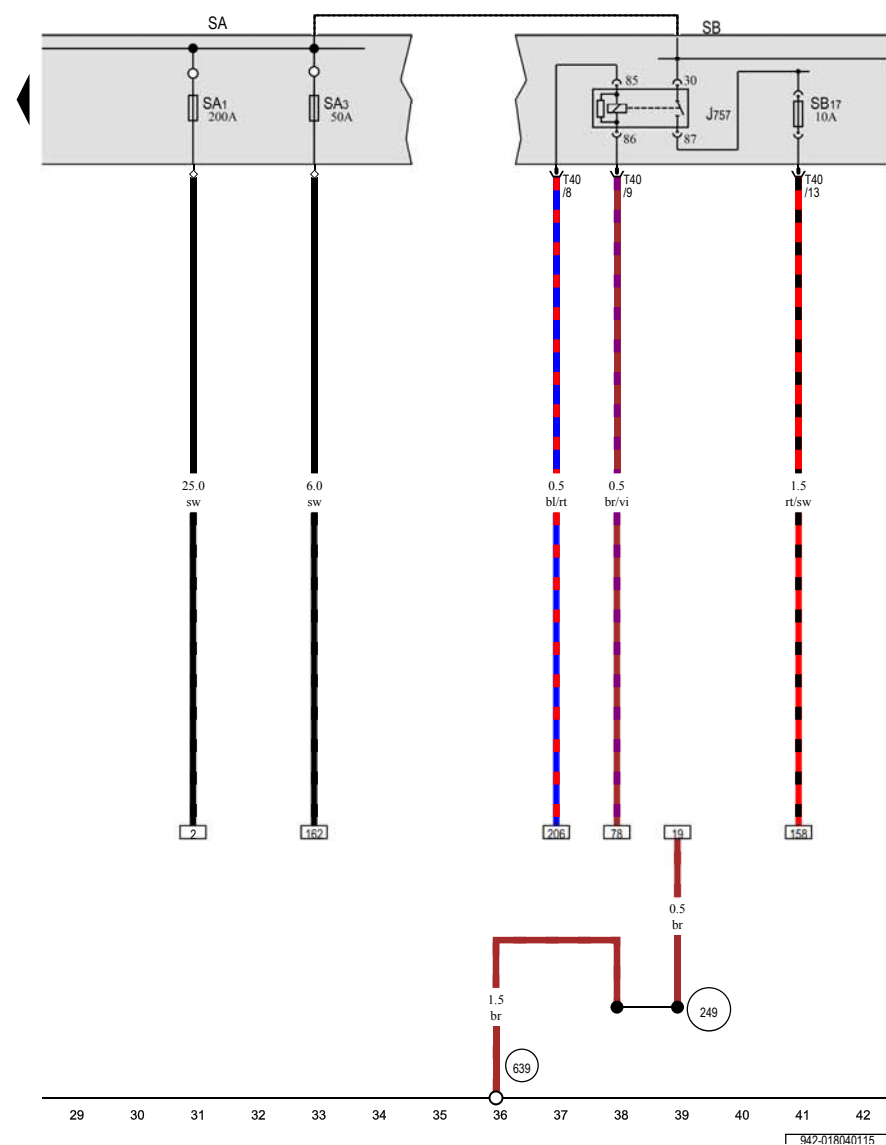 SA
SB
SA1
200A
SA3
50A
85
30
J757
86
87
SB17
10A
T40
/8
T40
/9
T40
/13
25.0
sw
6.0
sw
0.5
bl/rt
0.5
br/vi
1.5
rt/sw
2
162
206
78
19
158
0.5
br
1.5
br
249
639
29 30 31 32 33 34 35 36 37 38 39 40 41 42
942-018040115